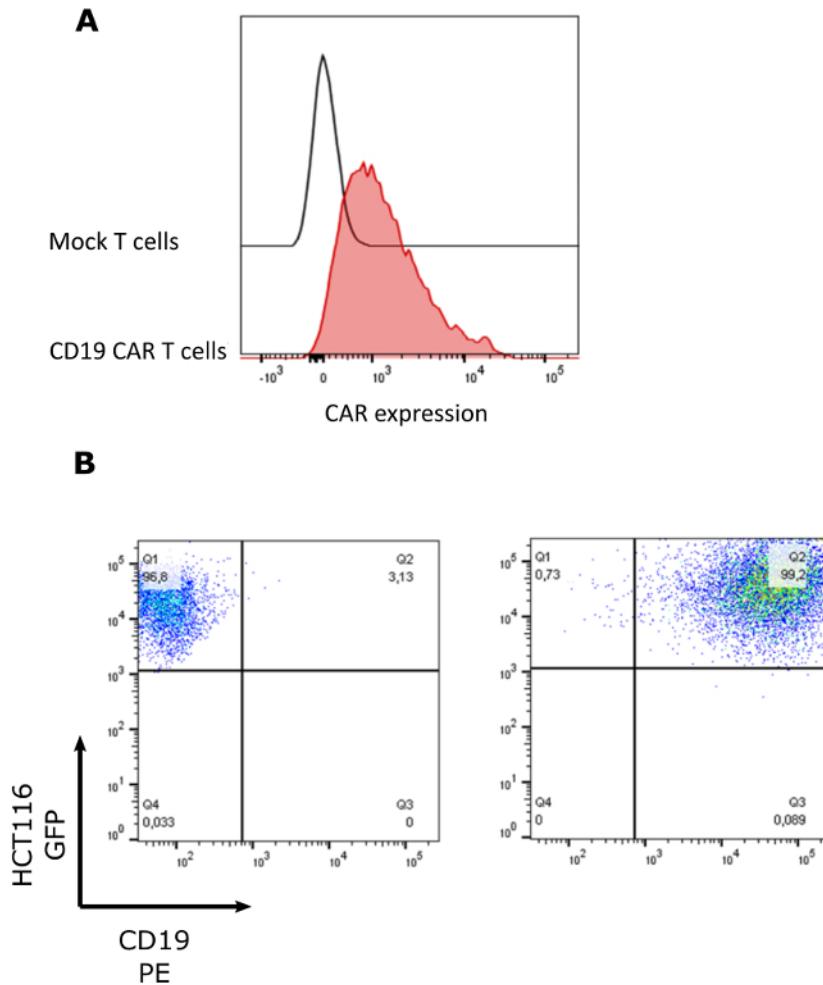 A
Mock T cells
CD19 CAR T cells
-10³ 0 10³ 10⁴ 10⁵
CAR expression
B
Q1
96,8
Q2
3,13
10⁵
10⁴
10³
10²
10¹
10⁰
Q4
0,033
Q3
0
10² 10³ 10⁴ 10⁵
Q1
0,73
Q2
99,2
10⁵
10⁴
10³
10²
10¹
10⁰
Q4
0
Q3
0,089
10² 10³ 10⁴ 10⁵
HCT116
GFP
CD19
PE